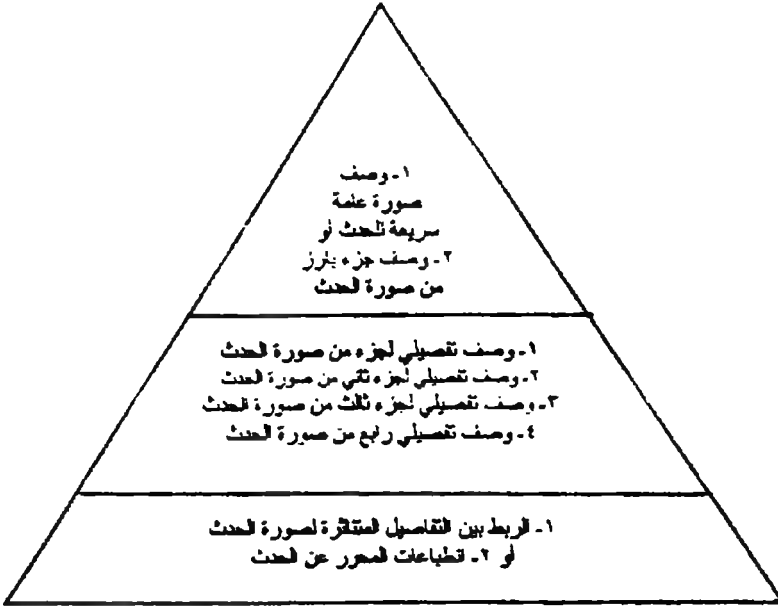 ١- وصف
صورة عامة
سريعة للحدث أو
٢- وصف جزء بارز
من صورة الحدث
١- وصف تفصيلي لجزء من صورة الحدث
٢- وصف تفصيلي لجزء ثاني من صورة الحدث
٣- وصف تفصيلي لجزء ثالث من صورة الحدث
٤- وصف تفصيلي رابع من صورة الحدث
١- الربط بين التفاصيل المتناثرة لصورة الحدث
أو ٢- انطباعات المحرر عن الحدث